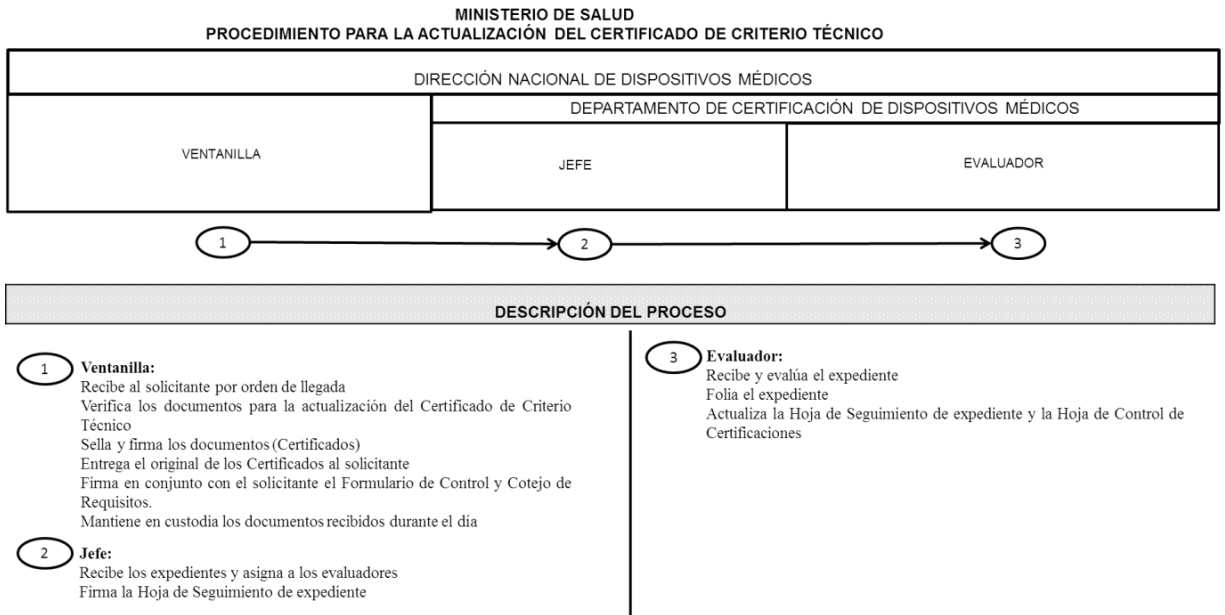 MINISTERIO DE SALUD
PROCEDIMIENTO PARA LA ACTUALIZACIÓN DEL CERTIFICADO DE CRITERIO TÉCNICO
DIRECCIÓN NACIONAL DE DISPOSITIVOS MÉDICOS
DEPARTAMENTO DE CERTIFICACIÓN DE DISPOSITIVOS MÉDICOS
VENTANILLA
JEFE
EVALUADOR
1
2
3
DESCRIPCIÓN DEL PROCESO
1
Ventanilla:
Recibe al solicitante por orden de llegada
Verifica los documentos para la actualización del Certificado de Criterio
Técnico
Sella y firma los documentos (Certificados)
Entrega el original de los Certificados al solicitante
Firma en conjunto con el solicitante el Formulario de Control y Cotejo de
Requisitos.
Mantiene en custodia los documentos recibidos durante el día
2
Jefe:
Recibe los expedientes y asigna a los evaluadores
Firma la Hoja de Seguimiento de expediente
3
Evaluador:
Recibe y evalúa el expediente
Folia el expediente
Actualiza la Hoja de Seguimiento de expediente y la Hoja de Control de
Certificaciones